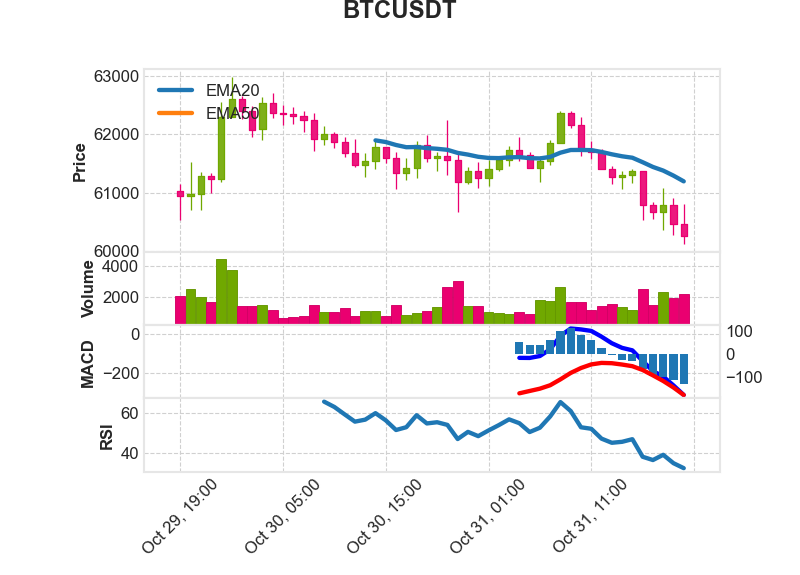 BTCUSDT
63000
62000
61000
60000
Price
EMA20
EMA50
4000
2000
Volume
0
−200
MACD
100
0
−100
60
40
RSI
Oct 29, 19:00
Oct 30, 05:00
Oct 30, 15:00
Oct 31, 01:00
Oct 31, 11:00